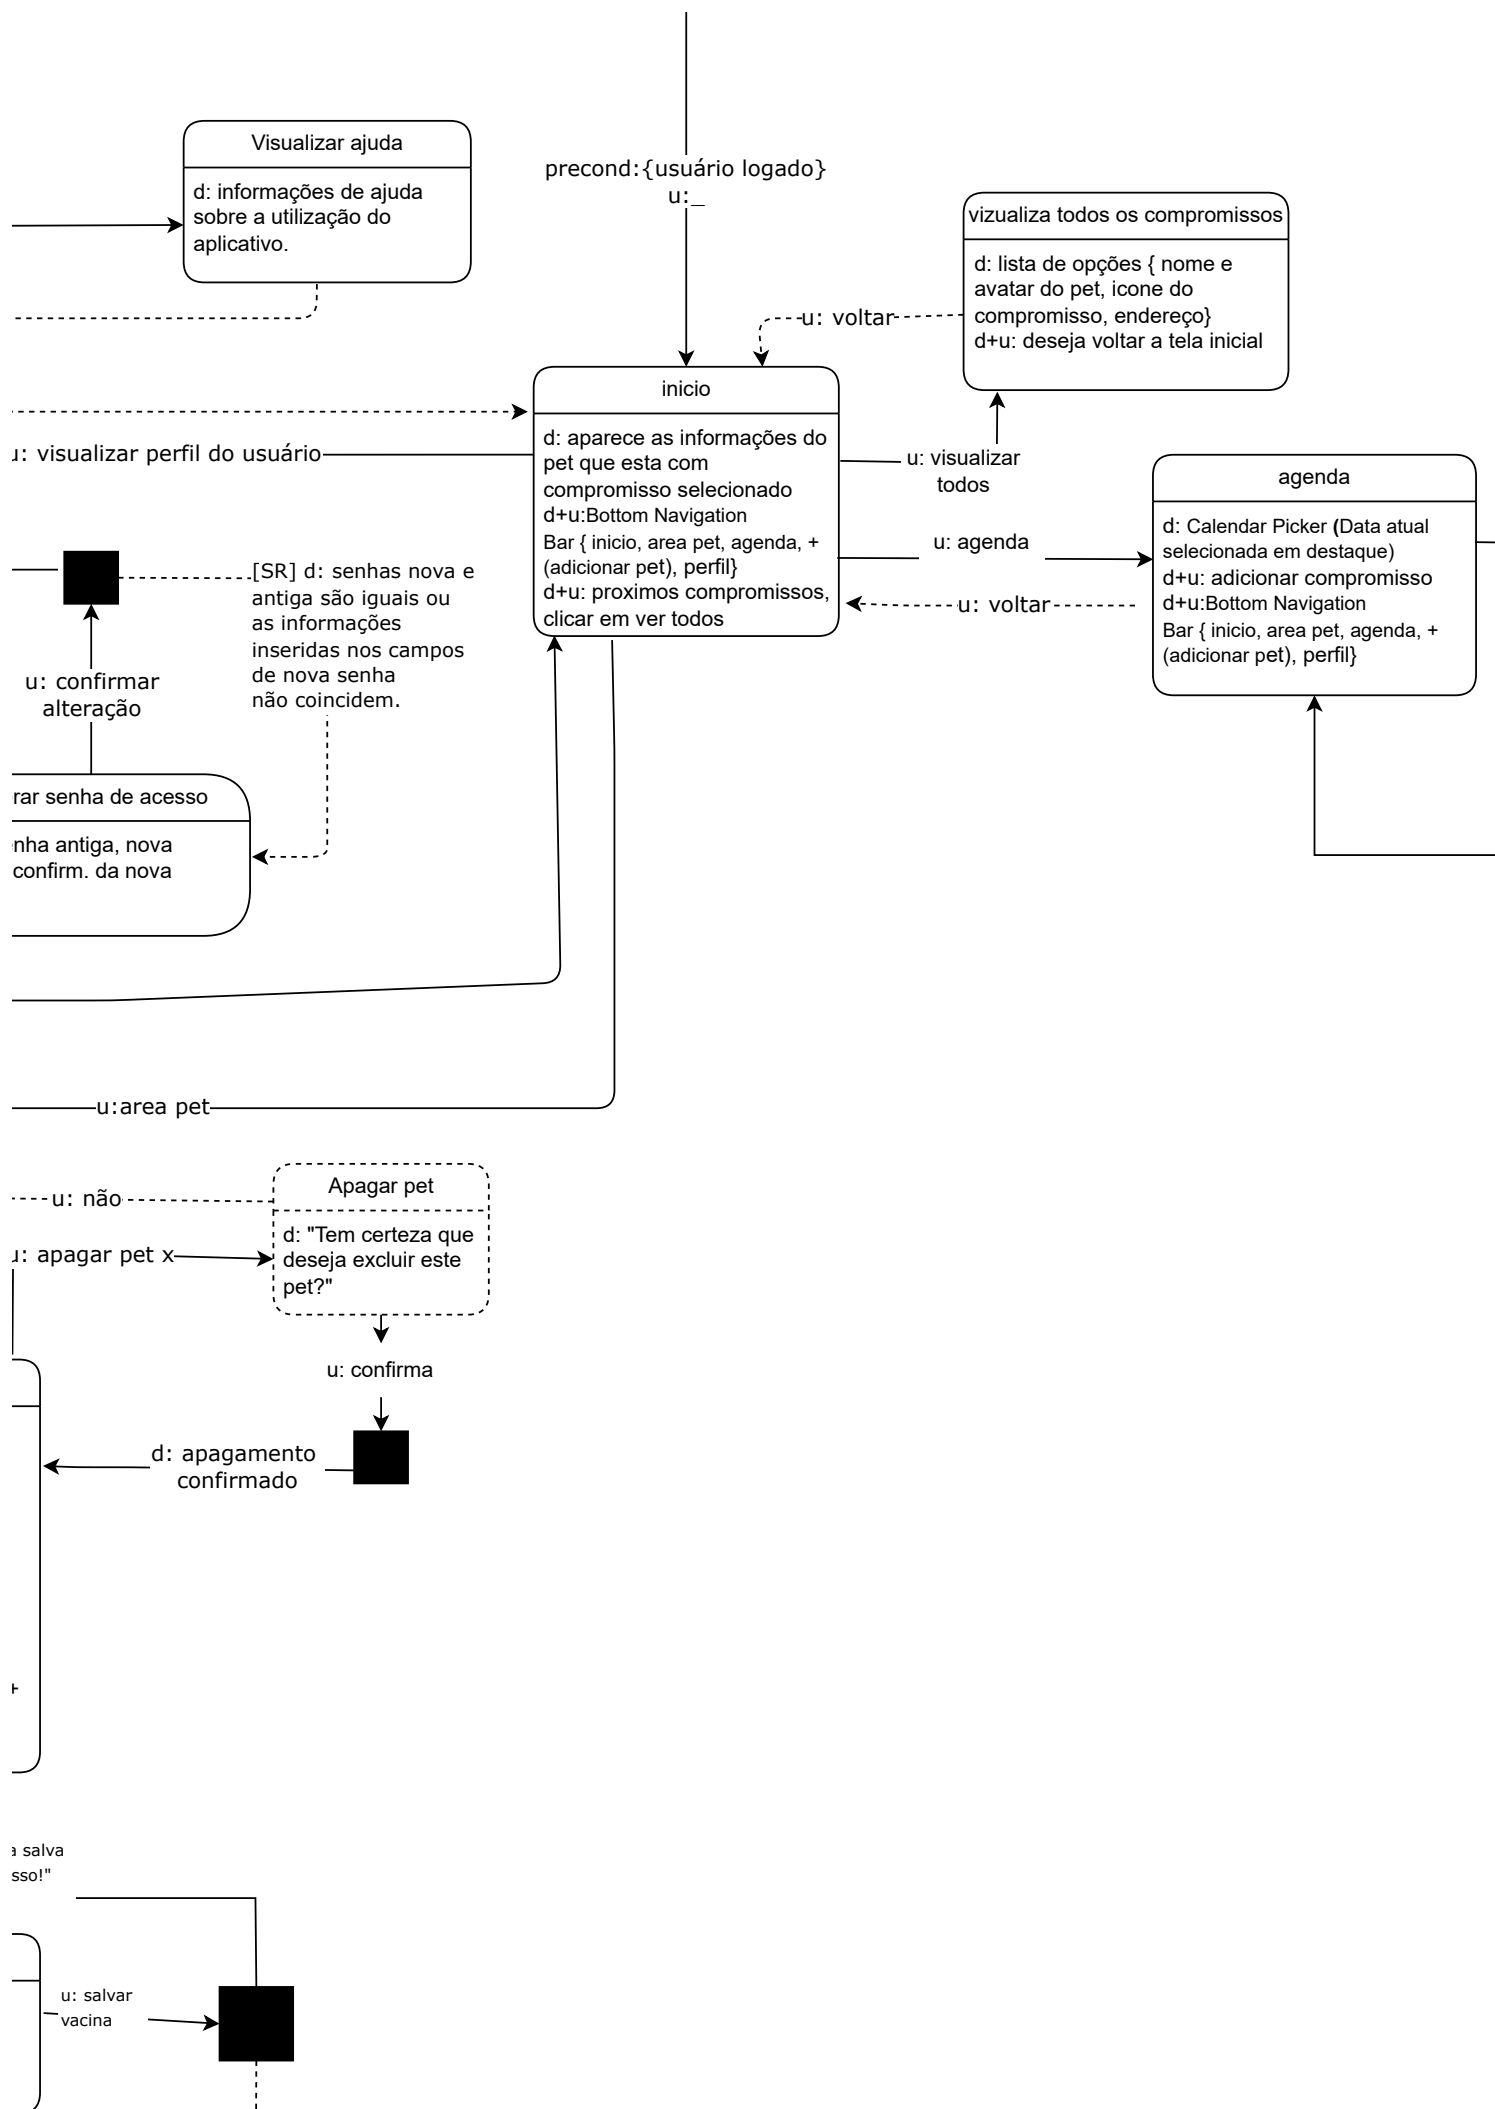 Visualizar ajuda
d: informações de ajuda
sobre a utilização do
aplicativo.
precond:{usuário logado}
u:_
vizualiza todos os compromissos
d: lista de opções { nome e
avatar do pet, icone do
compromisso, endereço}
d+u: deseja voltar a tela inicial
u: voltar
inicio
d: aparece as informações do
pet que esta com
compromisso selecionado
d+u:Bottom Navigation
Bar { inicio, area pet, agenda, +
(adicionar pet), perfil}
d+u: proximos compromissos,
clicar em ver todos
u: visualizar perfil do usuário
u: visualizar
todos
agenda
d: Calendar Picker (Data atual
selecionada em destaque)
d+u: adicionar compromisso
d+u:Bottom Navigation
Bar { inicio, area pet, agenda, +
(adicionar pet), perfil}
u: agenda
u: voltar
[SR] d: senhas nova e
antiga são iguais ou
as informações
inseridas nos campos
de nova senha
não coincidem.
u: confirmar
alteração
rar senha de acesso
nha antiga, nova
confirm. da nova
u:area pet
u: não
Apagar pet
d: "Tem certeza que
deseja excluir este
pet?"
u: apagar pet x
u: confirma
d: apagamento
confirmado
+
a salva
sso!"
u: salvar
vacina